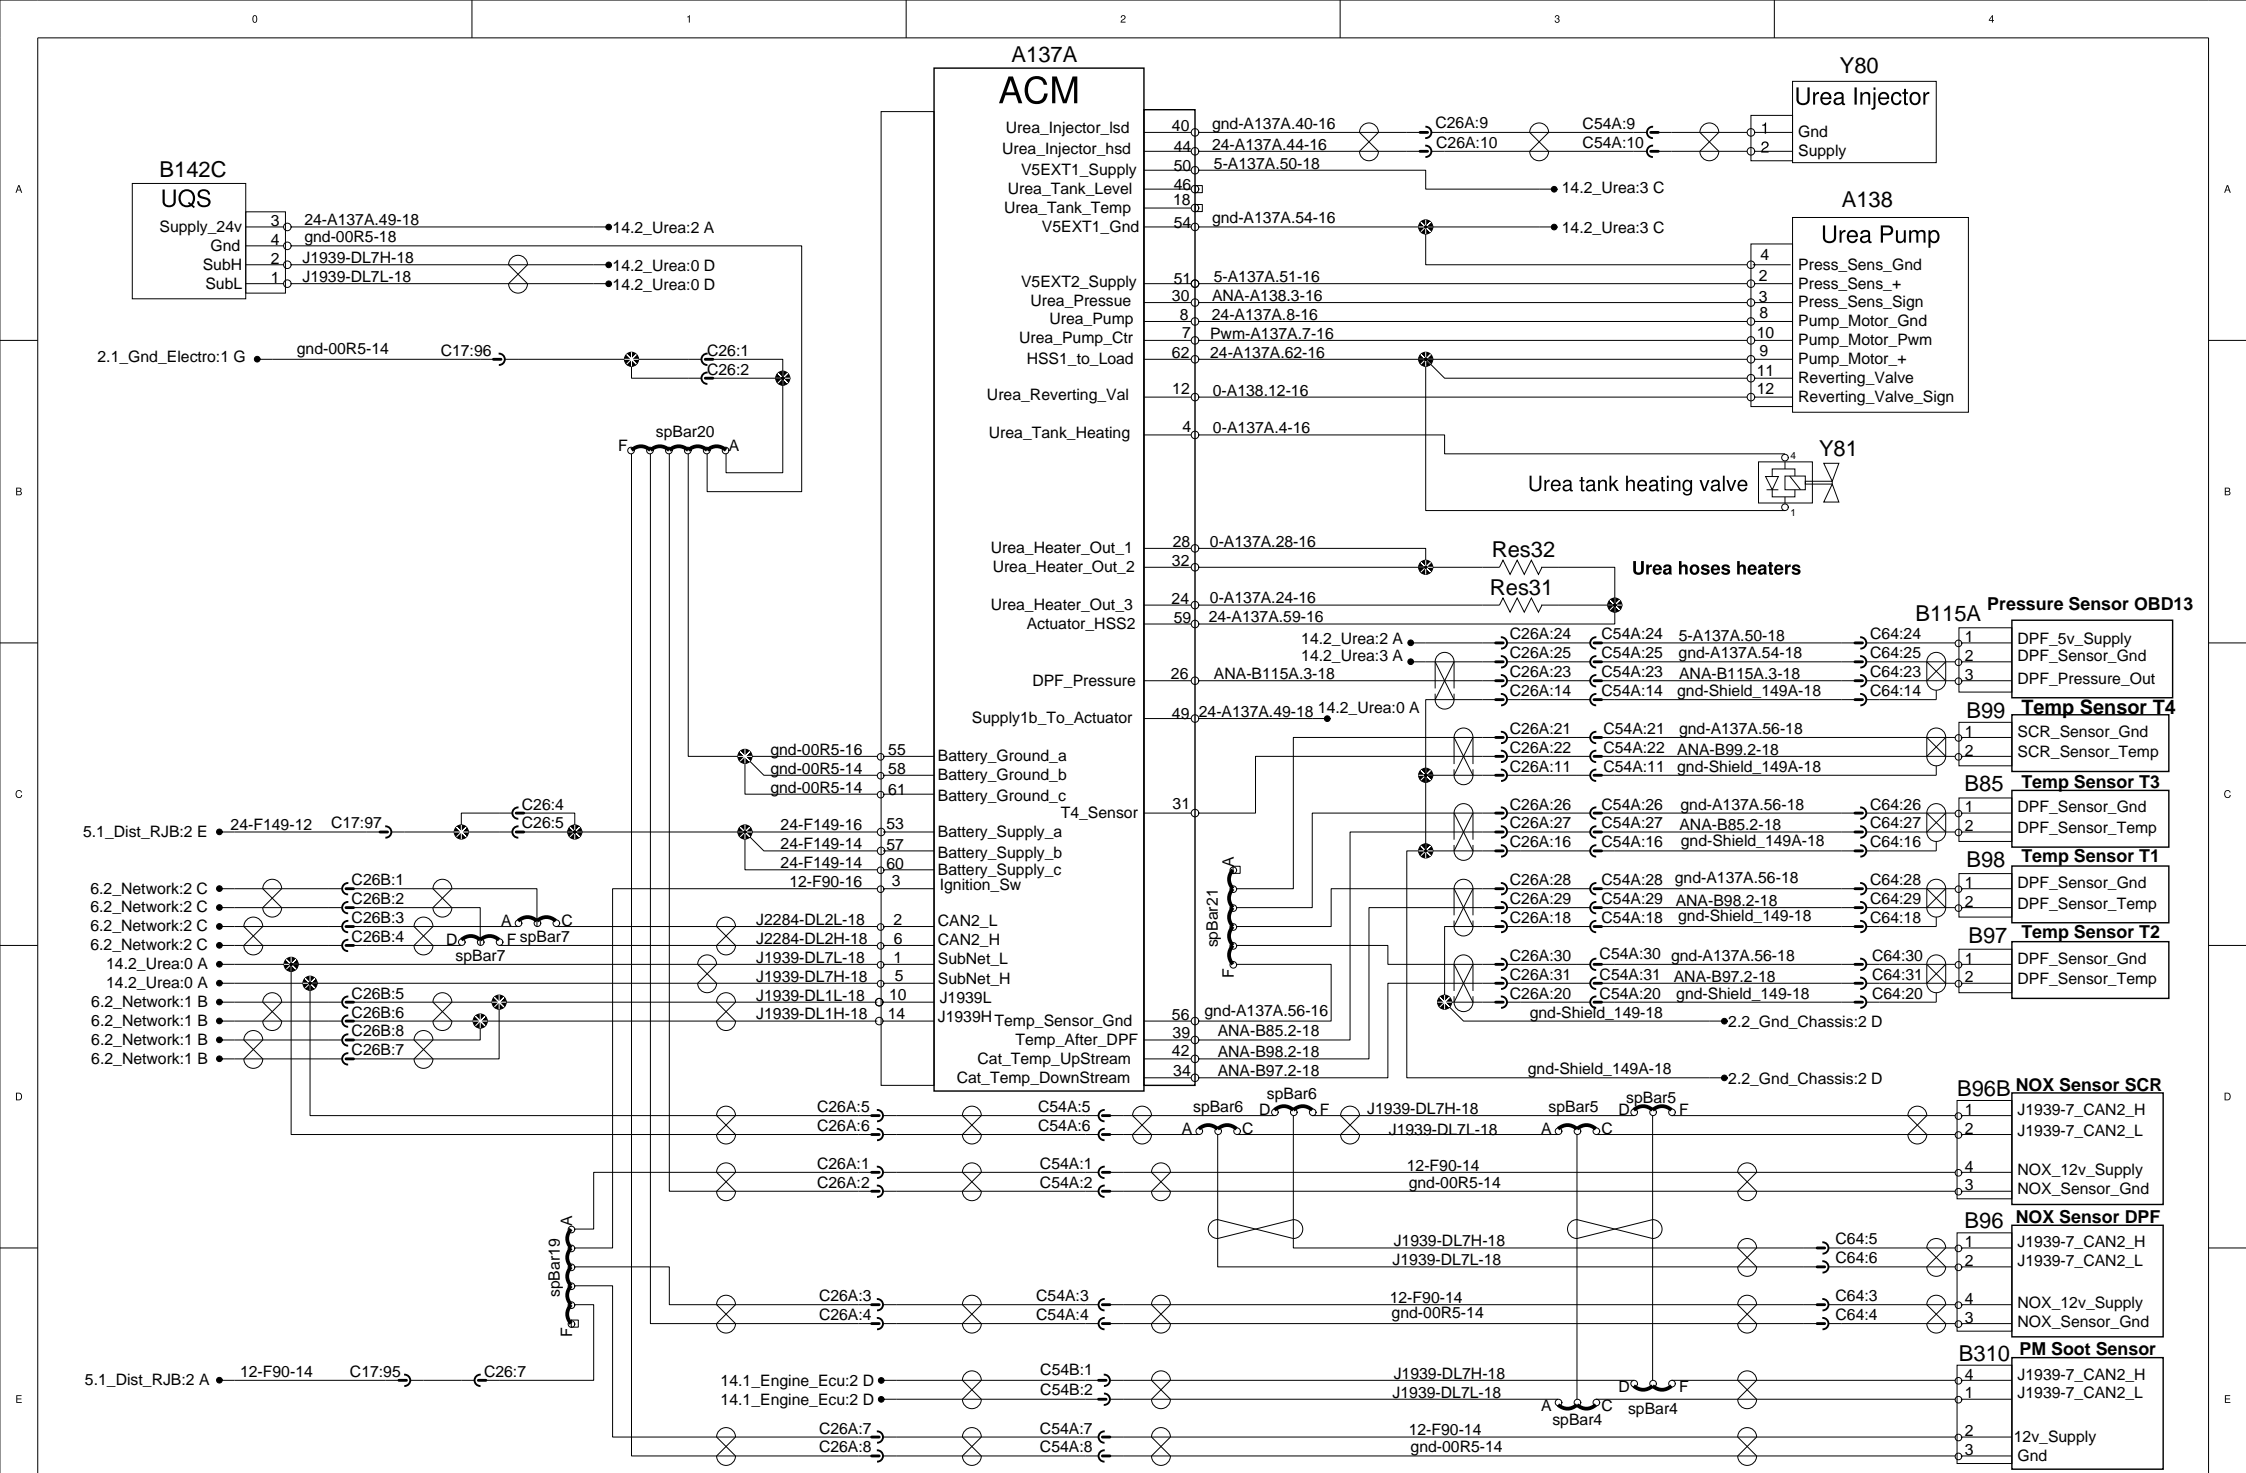 0 1 2 3 4
A137A
ACM
Y80
Urea Injector
Urea_Injector_lsd 40 gnd-A137A.40-16 C26A:9 C54A:9 1 Gnd
Urea_Injector_hsd 44 24-A137A.44-16 C26A:10 C54A:10 2 Supply
V5EXT1_Supply 50 5-A137A.50-18
Urea_Tank_Level 46 14.2_Urea:3 C
Urea_Tank_Temp 18
V5EXT1_Gnd 54 gnd-A137A.54-16 14.2_Urea:3 C
A A
B142C
UQS
Supply_24v 3 24-A137A.49-18 14.2_Urea:2 A
Gnd 4 gnd-00R5-18
SubH 2 J1939-DL7H-18 14.2_Urea:0 D
SubL 1 J1939-DL7L-18 14.2_Urea:0 D
A138
Urea Pump
4 Press_Sens_Gnd
V5EXT2_Supply 51 5-A137A.51-16 2 Press_Sens_+
Urea_Pressue 30 ANA-A138.3-16 3 Press_Sens_Sign
Urea_Pump 8 24-A137A.8-16 8 Pump_Motor_Gnd
Urea_Pump_Ctr 7 Pwm-A137A.7-16 10 Pump_Motor_Pwm
HSS1_to_Load 62 24-A137A.62-16 9 Pump_Motor_+
11 Reverting_Valve
Urea_Reverting_Val 12 0-A138.12-16 12 Reverting_Valve_Sign
2.1_Gnd_Electro:1 G gnd-00R5-14 C17:96 C26:1
C26:2
F spBar20 A
Urea_Tank_Heating 4 0-A137A.4-16
4 Y81
Urea tank heating valve
1
B B
Urea_Heater_Out_1 28 0-A137A.28-16 Res32
Urea_Heater_Out_2 32 Urea hoses heaters
Res31
Urea_Heater_Out_3 24 0-A137A.24-16
Actuator_HSS2 59 24-A137A.59-16
B115A Pressure Sensor OBD13
14.2_Urea:2 A C26A:24 C54A:24 5-A137A.50-18 C64:24 1 DPF_5v_Supply
14.2_Urea:3 A C26A:25 C54A:25 gnd-A137A.54-18 C64:25 2 DPF_Sensor_Gnd
DPF_Pressure 26 ANA-B115A.3-18 C26A:23 C54A:23 ANA-B115A.3-18 C64:23 3 DPF_Pressure_Out
C26A:14 C54A:14 gnd-Shield_149A-18 C64:14
Supply1b_To_Actuator 49 24-A137A.49-18 14.2_Urea:0 A
B99 Temp Sensor T4
C26A:21 C54A:21 gnd-A137A.56-18 1 SCR_Sensor_Gnd
C26A:22 C54A:22 ANA-B99.2-18 2 SCR_Sensor_Temp
C26A:11 C54A:11 gnd-Shield_149A-18
gnd-00R5-16 55 Battery_Ground_a
gnd-00R5-14 58 Battery_Ground_b
gnd-00R5-14 61 Battery_Ground_c
C C
T4_Sensor 31
B85 Temp Sensor T3
C26A:26 C54A:26 gnd-A137A.56-18 C64:26 1 DPF_Sensor_Gnd
C26A:27 C54A:27 ANA-B85.2-18 C64:27 2 DPF_Sensor_Temp
C26A:16 C54A:16 gnd-Shield_149A-18 C64:16
C26:4
5.1_Dist_RJB:2 E 24-F149-12 C17:97 C26:5 24-F149-16 53 Battery_Supply_a
24-F149-14 57 Battery_Supply_b
24-F149-14 60 Battery_Supply_c
12-F90-16 3 Ignition_Sw
A spBar21 F
B98 Temp Sensor T1
C26A:28 C54A:28 gnd-A137A.56-18 C64:28 1 DPF_Sensor_Gnd
C26A:29 C54A:29 ANA-B98.2-18 C64:29 2 DPF_Sensor_Temp
C26A:18 C54A:18 gnd-Shield_149-18 C64:18
6.2_Network:2 C C26B:1
6.2_Network:2 C C26B:2
6.2_Network:2 C C26B:3 A C spBar7 J2284-DL2L-18 2 CAN2_L
6.2_Network:2 C C26B:4 D F spBar7 J2284-DL2H-18 6 CAN2_H
14.2_Urea:0 A J1939-DL7L-18 1 SubNet_L
14.2_Urea:0 A J1939-DL7H-18 5 SubNet_H
6.2_Network:1 B C26B:5 J1939-DL1L-18 10 J1939L
6.2_Network:1 B C26B:6 J1939-DL1H-18 14 J1939H
6.2_Network:1 B C26B:8
6.2_Network:1 B C26B:7
B97 Temp Sensor T2
C26A:30 C54A:30 gnd-A137A.56-18 C64:30 1 DPF_Sensor_Gnd
C26A:31 C54A:31 ANA-B97.2-18 C64:31 2 DPF_Sensor_Temp
C26A:20 C54A:20 gnd-Shield_149-18 C64:20
Temp_Sensor_Gnd 56 gnd-A137A.56-16 gnd-Shield_149-18 2.2_Gnd_Chassis:2 D
Temp_After_DPF 39 ANA-B85.2-18
Cat_Temp_UpStream 42 ANA-B98.2-18
Cat_Temp_DownStream 34 ANA-B97.2-18 gnd-Shield_149A-18 2.2_Gnd_Chassis:2 D
D D
B96B NOX Sensor SCR
C26A:5 C54A:5 spBar6 D spBar6 F J1939-DL7H-18 spBar5 D spBar5 F 1 J1939-7_CAN2_H
C26A:6 C54A:6 A C J1939-DL7L-18 A C 2 J1939-7_CAN2_L
C26A:1 C54A:1 12-F90-14 4 NOX_12v_Supply
C26A:2 C54A:2 gnd-00R5-14 3 NOX_Sensor_Gnd
A spBar19 F
B96 NOX Sensor DPF
J1939-DL7H-18 C64:5 1 J1939-7_CAN2_H
J1939-DL7L-18 C64:6 2 J1939-7_CAN2_L
C26A:3 C54A:3 12-F90-14 C64:3 4 NOX_12v_Supply
C26A:4 C54A:4 gnd-00R5-14 C64:4 3 NOX_Sensor_Gnd
B310 PM Soot Sensor
5.1_Dist_RJB:2 A 12-F90-14 C17:95 C26:7 14.1_Engine_Ecu:2 D C54B:1 J1939-DL7H-18 D spBar4 F 4 J1939-7_CAN2_H
14.1_Engine_Ecu:2 D C54B:2 J1939-DL7L-18 A spBar4 C 1 J1939-7_CAN2_L
E E
C26A:7 C54A:7 12-F90-14 2 12v_Supply
C26A:8 C54A:8 gnd-00R5-14 3 Gnd